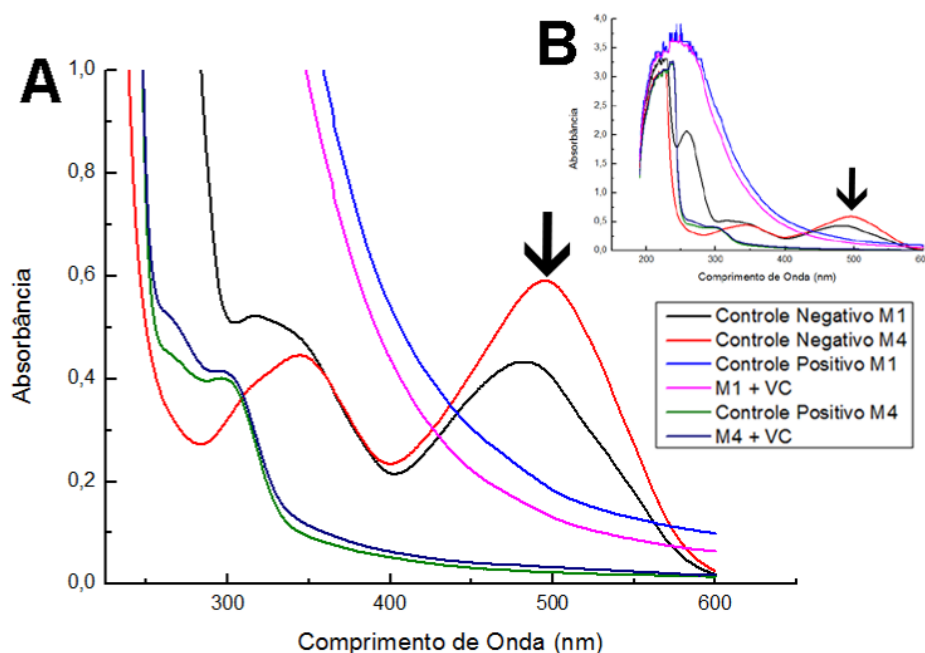 A
1,0
0,8
0,6
0,4
0,2
0,0
Absorbância
300
400
500
600
Comprimento de Onda (nm)
B
4,0
3,5
3,0
2,5
2,0
1,5
1,0
0,5
0,0
Absorbância
200
300
400
500
600
Comprimento de Onda (nm)
Controle Negativo M1
Controle Negativo M4
Controle Positivo M1
M1 + VC
Controle Positivo M4
M4 + VC